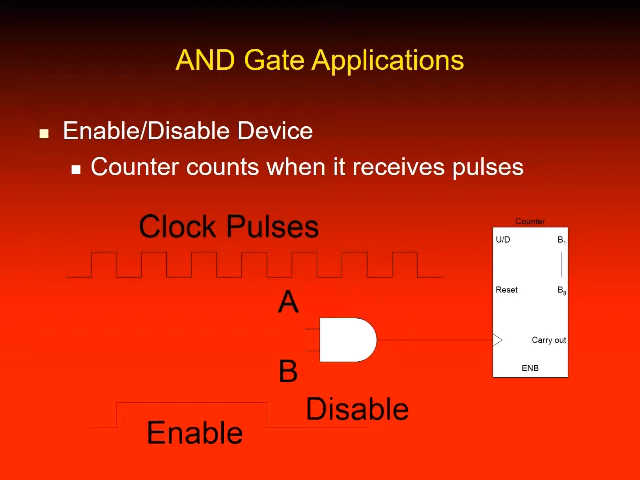 AND Gate Applications
Enable/Disable Device
Counter counts when it receives pulses
Clock Pulses
Counter
U/D
B
Reset
B
A
Carry out
B
ENB
Disable
Enable